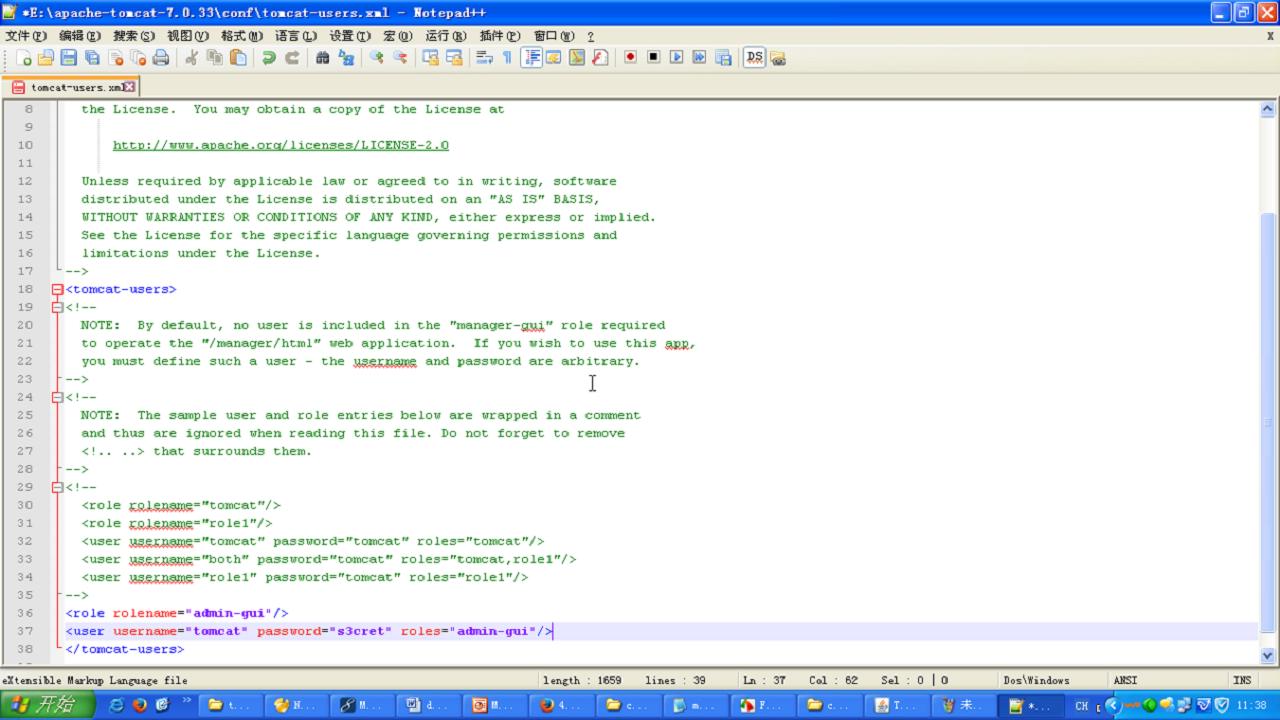 *E:\apache-tomcat-7.0.33\conf\tomcat-users.xml - Notepad++
文件(F) 编辑(E) 搜索(S) 视图(V) 格式(M) 语言(L) 设置(T) 宏(O) 运行(R) 插件(P) 窗口(W) ? X
tomcat-users.xml
8 the License.  You may obtain a copy of the License at
9
10 http://www.apache.org/licenses/LICENSE-2.0
11
12 Unless required by applicable law or agreed to in writing, software
13 distributed under the License is distributed on an "AS IS" BASIS,
14 WITHOUT WARRANTIES OR CONDITIONS OF ANY KIND, either express or implied.
15 See the License for the specific language governing permissions and
16 limitations under the License.
17 -->
18 <tomcat-users>
19 <!--
20 NOTE:  By default, no user is included in the "manager-gui" role required
21 to operate the "/manager/html" web application.  If you wish to use this app,
22 you must define such a user - the username and password are arbitrary.
23 -->
24 <!--
25 NOTE:  The sample user and role entries below are wrapped in a comment
26 and thus are ignored when reading this file. Do not forget to remove
27 <!.. ..> that surrounds them.
28 -->
29 <!--
30 <role rolename="tomcat"/>
31 <role rolename="role1"/>
32 <user username="tomcat" password="tomcat" roles="tomcat"/>
33 <user username="both" password="tomcat" roles="tomcat,role1"/>
34 <user username="role1" password="tomcat" roles="role1"/>
35 -->
36 <role rolename="admin-gui"/>
37 <user username="tomcat" password="s3cret" roles="admin-gui"/>
38 </tomcat-users>
eXtensible Markup Language file length : 1659 lines : 39 Ln : 37 Col : 62 Sel : 0 | 0 Dos\Windows ANSI INS
开始 t... N... M... d... M... 4... c... m... F... c... T... 未... *... CH 11:38